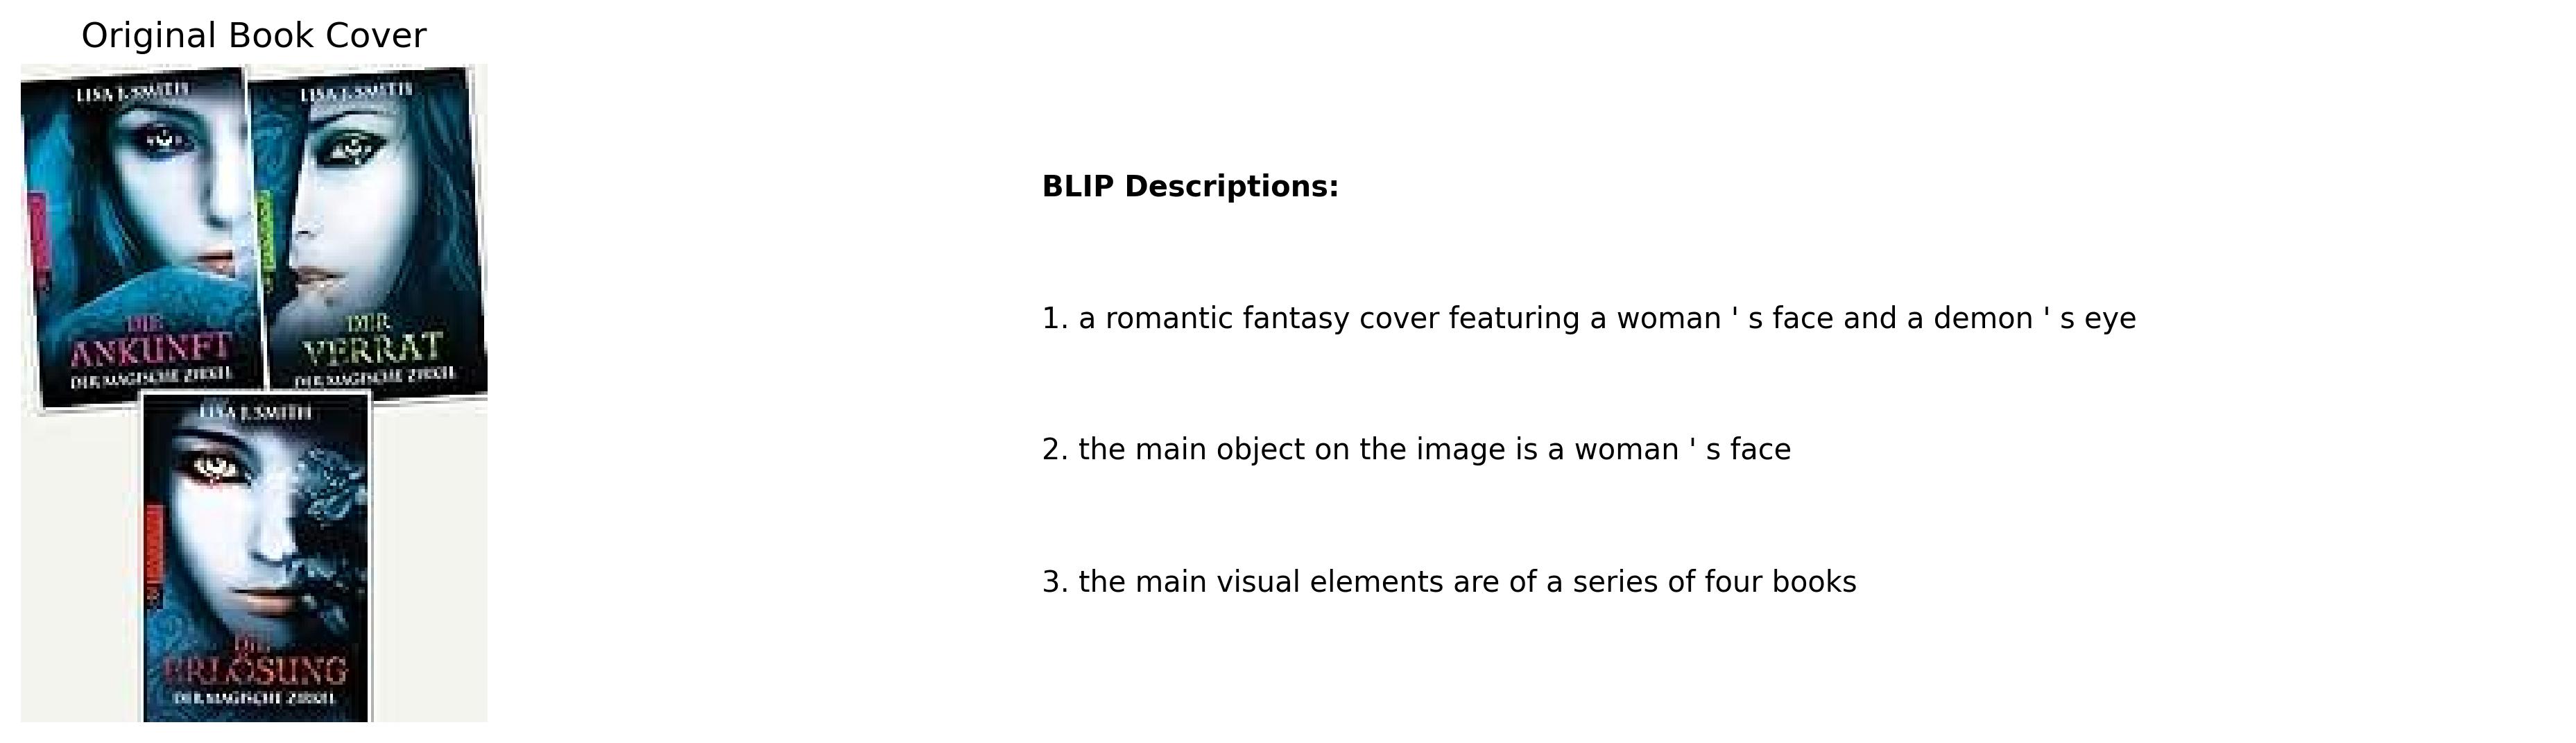 Original Book Cover
LISA J. SMITH
DIE
ANKUNFT
DER MAGISCHE ZIRKEL
LISA J. SMITH
DER
VERRAT
DER MAGISCHE ZIRKEL
LISA J. SMITH
DIE
ERLÖSUNG
DER MAGISCHE ZIRKEL
BLIP Descriptions:
1. a romantic fantasy cover featuring a woman ' s face and a demon ' s eye
2. the main object on the image is a woman ' s face
3. the main visual elements are of a series of four books